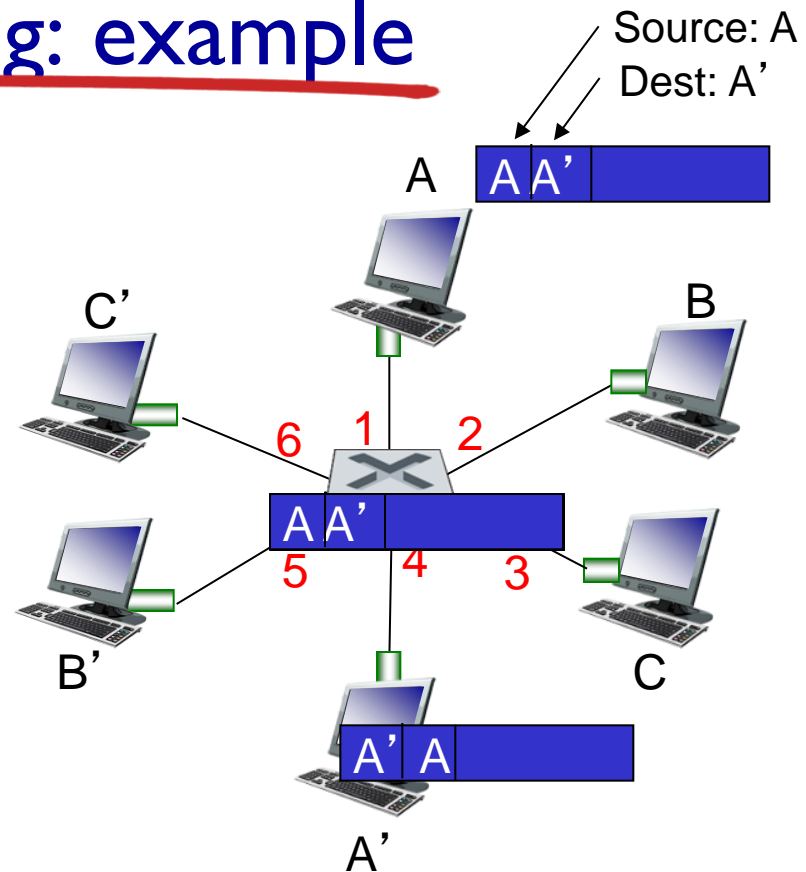 g: example
Source: A
Dest: A’
A
A A’
C’
B
6 1 2
A A’
5 4 3
B’
C
A’ A
A’